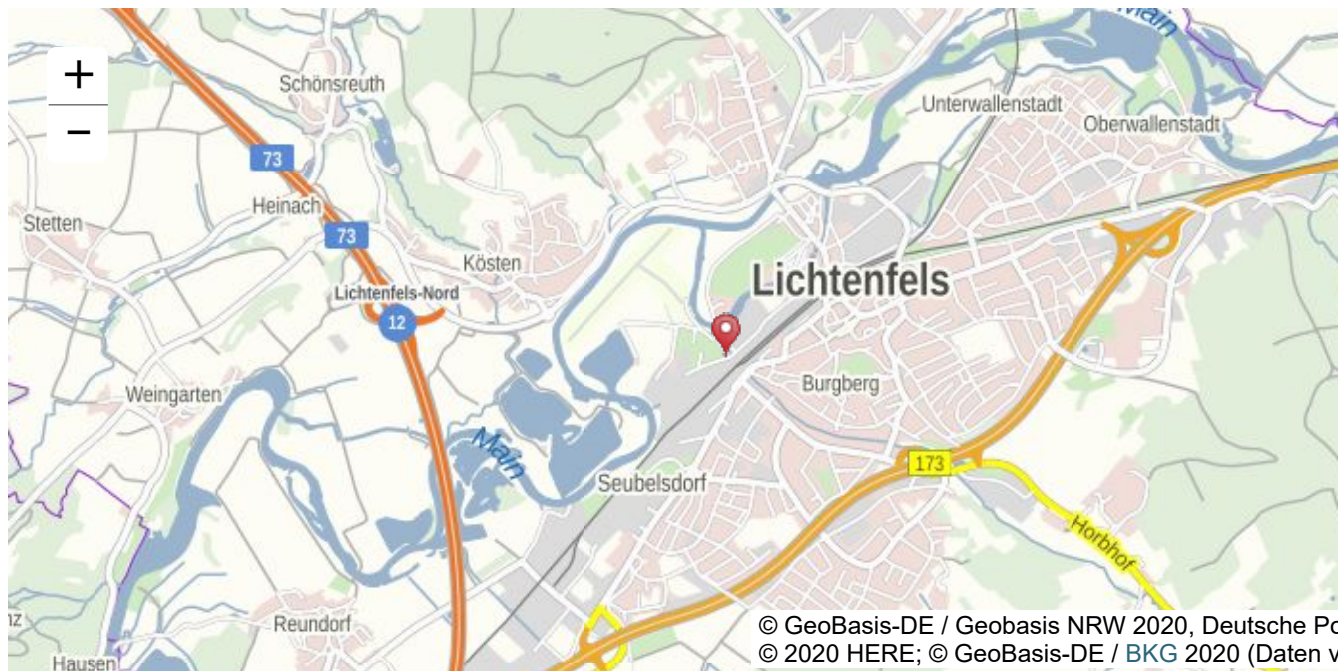 Main
+
Schönsreuth
Unterwallenstadt
Oberwallenstadt
−
73
Heinach
Stetten
73
Kösten
Lichtenfels
Lichtenfels-Nord
12
Burgberg
Weingarten
Main
173
Seubelsdorf
Horbhof
nz
Reundorf
© GeoBasis-DE / Geobasis NRW 2020, Deutsche Po
Hausen
© 2020 HERE; © GeoBasis-DE / BKG 2020 (Daten v